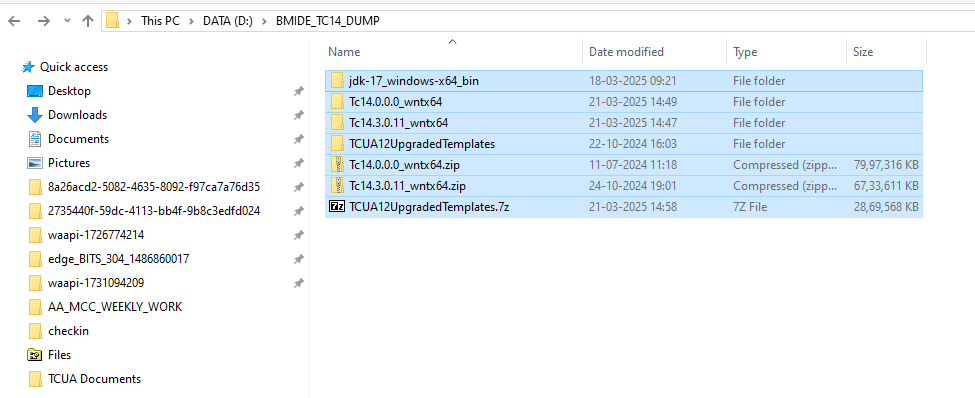 This PC > DATA (D:) > BMIDE_TC14_DUMP
Name Date modified Type Size
Quick access
Desktop
Downloads
Documents
Pictures
8a26acd2-5082-4635-8092-f97ca7a76d35
2735440f-59dc-4113-bb4f-9b8c3edfd024
waapi-1726774214
edge_BITS_304_1486860017
waapi-1731094209
AA_MCC_WEEKLY_WORK
checkin
Files
TCUA Documents
jdk-17_windows-x64_bin 18-03-2025 09:21 File folder
Tc14.0.0.0_wntx64 21-03-2025 14:49 File folder
Tc14.3.0.11_wntx64 21-03-2025 14:47 File folder
TCUA12UpgradedTemplates 22-10-2024 16:03 File folder
Tc14.0.0.0_wntx64.zip 11-07-2024 11:18 Compressed (zipp... 79,97,316 KB
Tc14.3.0.11_wntx64.zip 24-10-2024 19:01 Compressed (zipp... 67,33,611 KB
7z TCUA12UpgradedTemplates.7z 21-03-2025 14:58 7Z File 28,69,568 KB